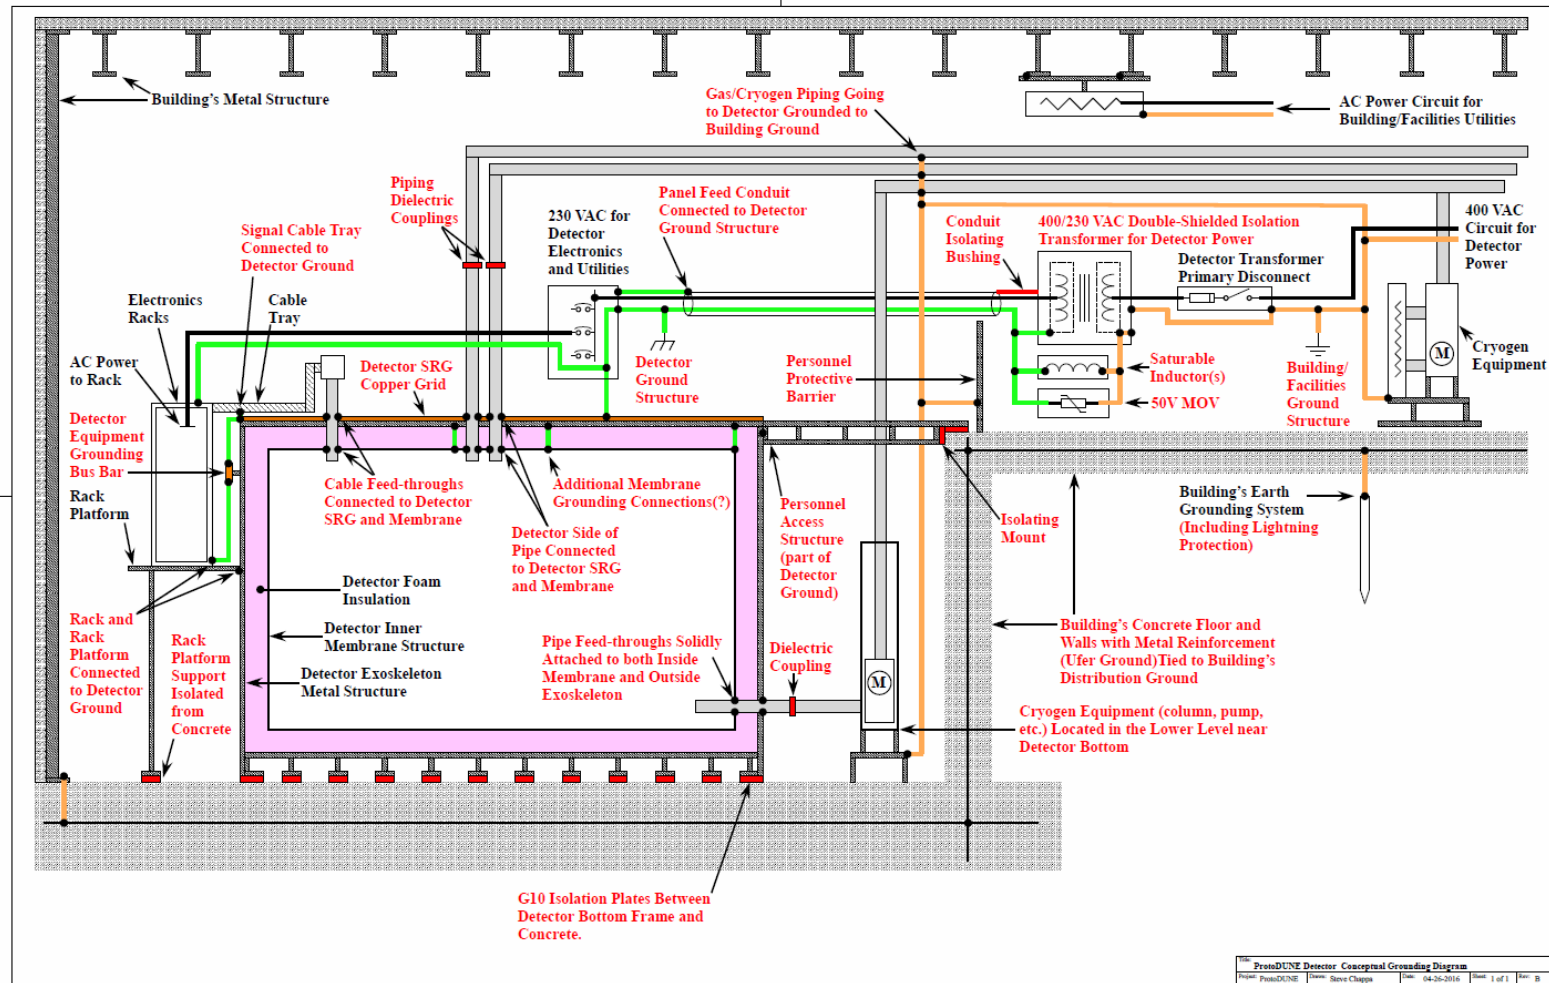 Building's Metal Structure
Gas/Cryogen Piping Going
to Detector Grounded to
Building Ground
AC Power Circuit for
Building/Facilities Utilities
Piping
Dielectric
Couplings
230 VAC for
Detector
Electronics
and Utilities
Panel Feed Conduit
Connected to Detector
Ground Structure
Conduit
Isolating
Bushing
400/230 VAC Double-Shielded Isolation
Transformer for Detector Power
Detector Transformer
Primary Disconnect
400 VAC
Circuit for
Detector
Power
Signal Cable Tray
Connected to
Detector Ground
Electronics
Racks
Cable
Tray
AC Power
to Rack
Detector SRG
Copper Grid
Detector
Ground
Structure
Personnel
Protective
Barrier
Saturable
Inductor(s)
50V MOV
Building/
Facilities
Ground
Structure
M
Cryogen
Equipment
Detector
Equipment
Grounding
Bus Bar
Rack
Platform
Cable Feed-throughs
Connected to Detector
SRG and Membrane
Additional Membrane
Grounding Connections(?)
Detector Side of
Pipe Connected
to Detector SRG
and Membrane
Personnel
Access
Structure
(part of
Detector
Ground)
Isolating
Mount
Building's Earth
Grounding System
(Including Lightning
Protection)
Detector Foam
Insulation
Detector Inner
Membrane Structure
Detector Exoskeleton
Metal Structure
Rack and
Rack
Platform
Connected
to Detector
Ground
Rack
Platform
Support
Isolated
from
Concrete
Pipe Feed-throughs Solidly
Attached to both Inside
Membrane and Outside
Exoskeleton
Dielectric
Coupling
M
Building's Concrete Floor and
Walls with Metal Reinforcement
(Ufer Ground)Tied to Building's
Distribution Ground
Cryogen Equipment (column, pump,
etc.) Located in the Lower Level near
Detector Bottom
G10 Isolation Plates Between
Detector Bottom Frame and
Concrete.
Title:
ProtoDUNE Detector Conceptual Grounding Diagram
Project: ProtoDUNE Drawn: Steve Chappa Date: 04-26-2016 Sheet: 1 of 1 Rev: B